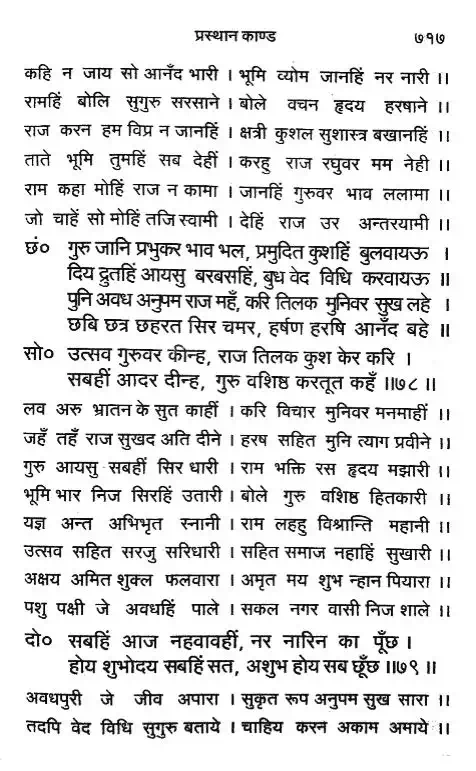 प्रस्थान काण्ड ७१७
कहि न जाय सो आनँद भारी । भूमि व्योम जानहिं नर नारी ।।
रामहिं बोलि सुगुरु सरसाने । बोले वचन हृदय हरषाने ।।
राज करन हम विप्र न जानहिं । क्षत्री कुशल सुशास्त्र बखानहिं ।।
ताते भूमि तुमहिं सब देहीं । करहु राज रघुवर मम नेही ।।
राम कहा मोहिं राज न कामा । जानहिं गुरुवर भाव ललामा ।।
जो चाहें सो मोहिं तजि स्वामी । देहिं राज उर अन्तरयामी ।।
छं० गुरु जानि प्रभुकर भाव भल, प्रमुदित कुशहिं बुलवायऊ ।
दिय द्रुतहिं आयसु बरबसहिं, बुध वेद विधि करवायऊ ॥
पुनि अवध अनुपम राज महँ, करि तिलक मुनिवर सुख लहे ।
छबि छत्र छहरत सिर चमर, हर्षण हरषि आनँद बहे ॥
सो० उत्सव गुरुवर कीन्ह, राज तिलक कुश केर करि ।
सबहीं आदर दीन्ह, गुरु वशिष्ठ करतूत कहँ ॥७८॥
लव अरु भ्रातन के सुत काहीं । करि विचार मुनिवर मनमाहीं ।।
जहँ तहँ राज सुखद अति दीने । हरष सहित मुनि त्याग प्रवीने ।।
गुरु आयसु सबहीं सिर धारी । राम भक्ति रस हृदय मझारी ।।
भूमि भार निज सिरहिं उतारी । बोले गुरु वशिष्ठ हितकारी ।।
यज्ञ अन्त अभिभृत स्नानी । राम लहहु विश्रान्ति महानी ।।
उत्सव सहित सरजु सरिधारी । सहित समाज नहाहिं सुखारी ।।
अक्षय अमित शुक्ल फलवारा । अमृत मय शुभ न्हान पियारा ।।
पशु पक्षी जे अवधहिं पाले । सकल नगर वासी निज शाले ।।
दो० सबहिं आज नहवावहीं, नर नारिन का पूँछ ।
होय शुभोदय सबहिं सत, अशुभ होय सब छूँछ ॥७९॥
अवधपुरी जे जीव अपारा । सुकृत रूप अनुपम सुख सारा ।।
तदपि वेद विधि सुगुरु बताये । चाहिय करन अकाम अमाये ।।